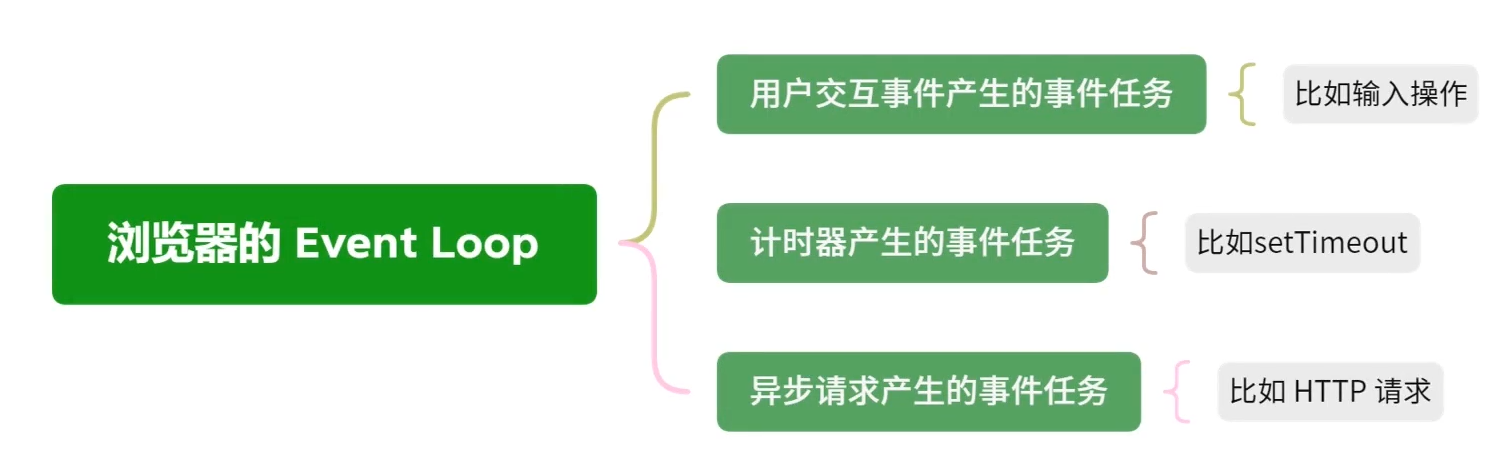 用户交互事件产生的事件任务
比如输入操作
浏览器的 Event Loop
计时器产生的事件任务
比如setTimeout
异步请求产生的事件任务
比如 HTTP 请求